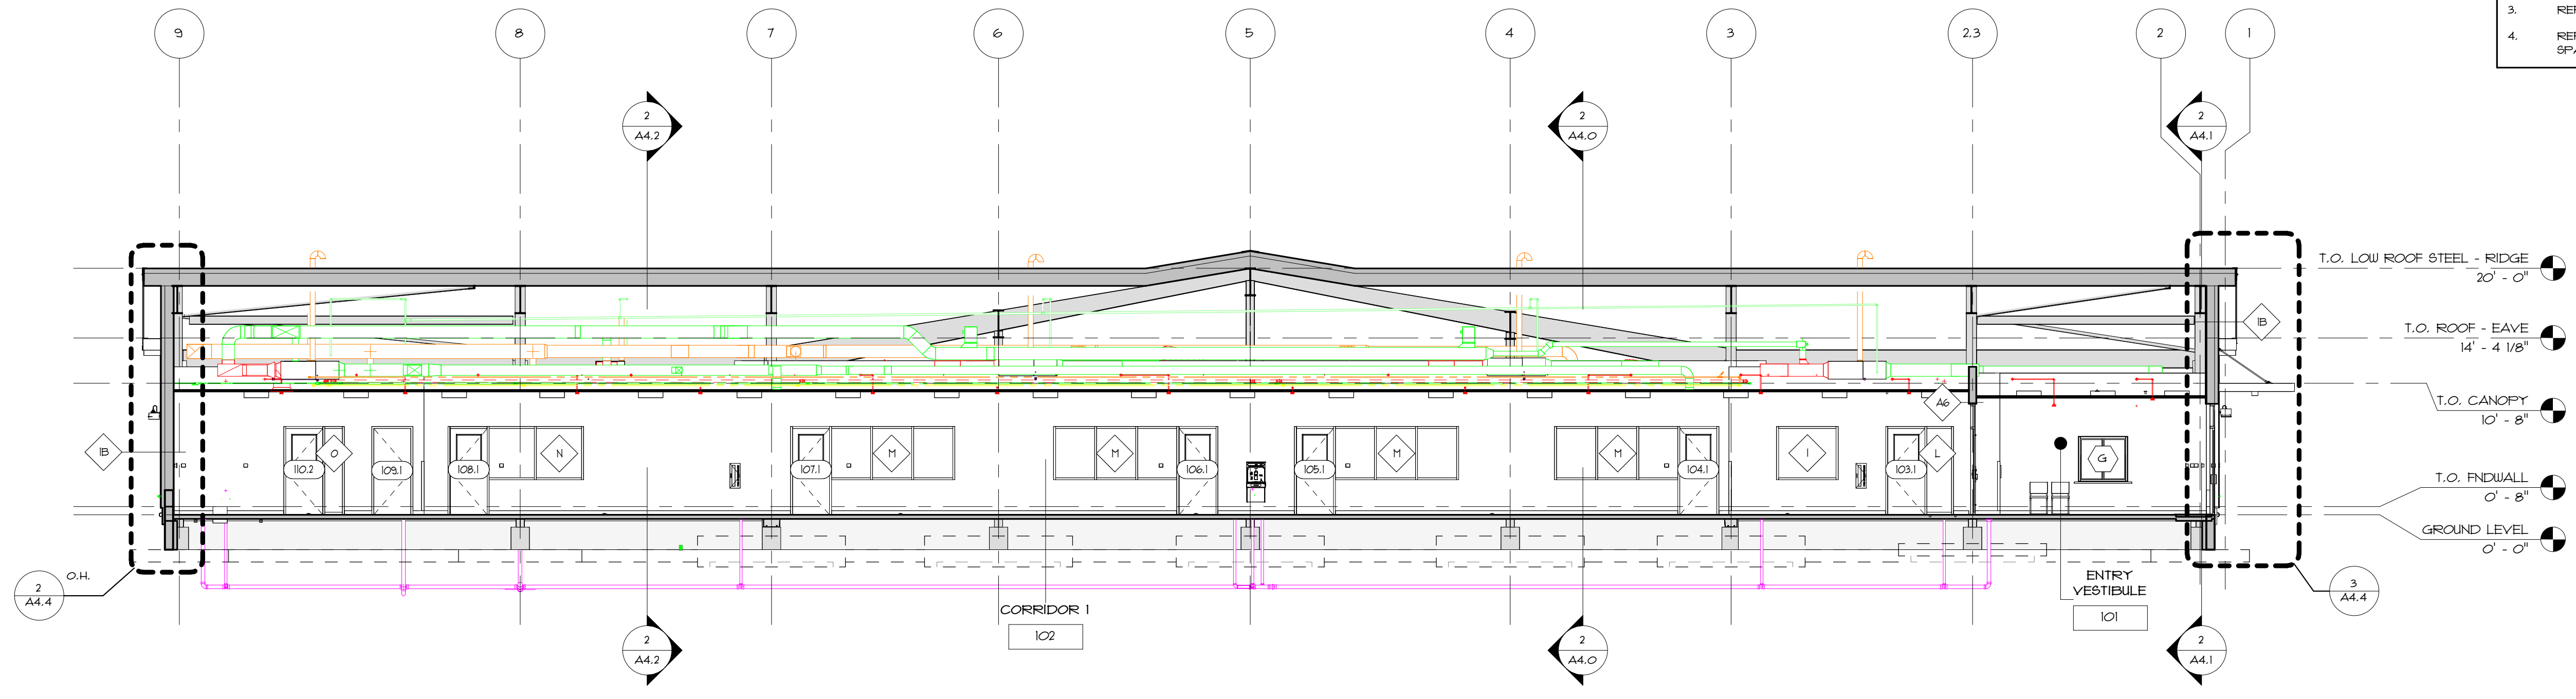 3. REF
4. REF
SPA
9
8
7
6
5
4
3
2.3
2
1
2
A4.2
2
A4.0
2
A4.1
T.O. LOW ROOF STEEL - RIDGE
20' - 0"
1B
T.O. ROOF - EAVE
14' - 4 1/8"
T.O. CANOPY
10' - 8"
A6
1B
110.2
O
109.1
108.1
N
107.1
M
M
106.1
105.1
M
M
104.1
I
103.1
L
G
T.O. FNDWALL
0' - 8"
GROUND LEVEL
0' - 0"
2
A4.4
O.H.
CORRIDOR 1
102
ENTRY
VESTIBULE
101
3
A4.4
2
A4.2
2
A4.0
2
A4.1